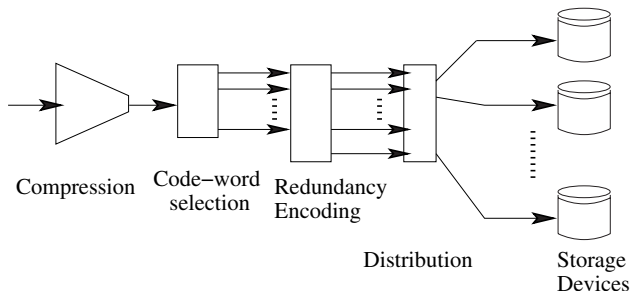 Compression
Code–word
selection
Redundancy
Encoding
Distribution
Storage
Devices